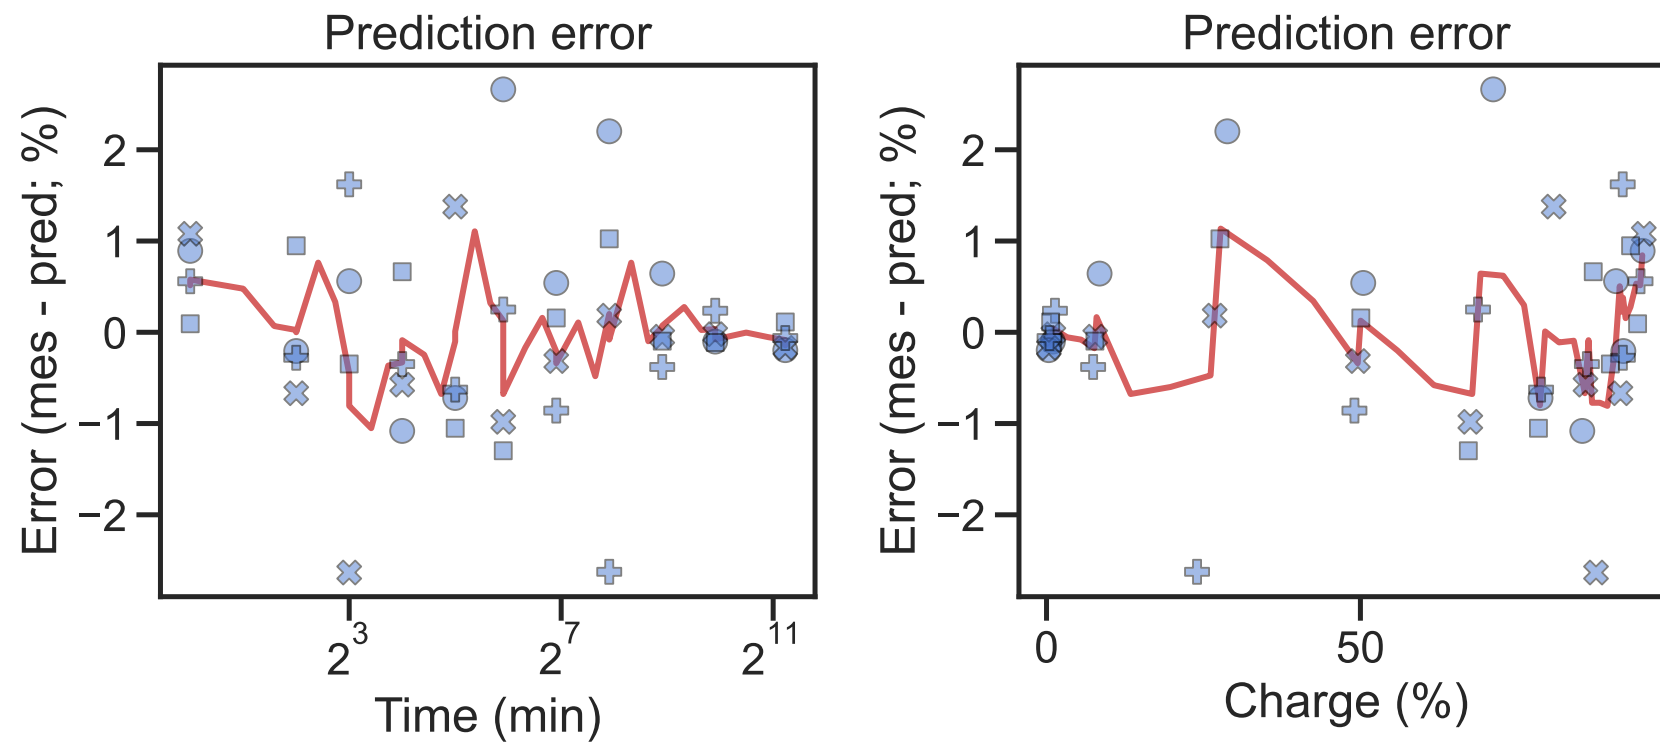 Prediction error
Error (mes - pred; %)
2
1
0
−1
−2
2^3
2^7
2^11
Time (min)
Prediction error
Error (mes - pred; %)
2
1
0
−1
−2
0
50
Charge (%)